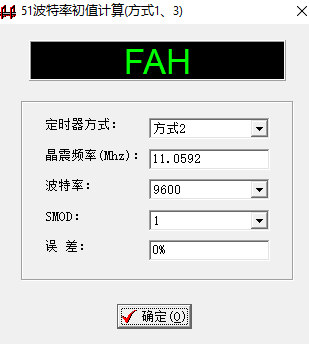 51波特率初值计算(方式1、3)
FAH
定时器方式: 方式2
晶震频率(Mhz): 11.0592
波特率: 9600
SMOD: 1
误 差: 0%
确定(O)